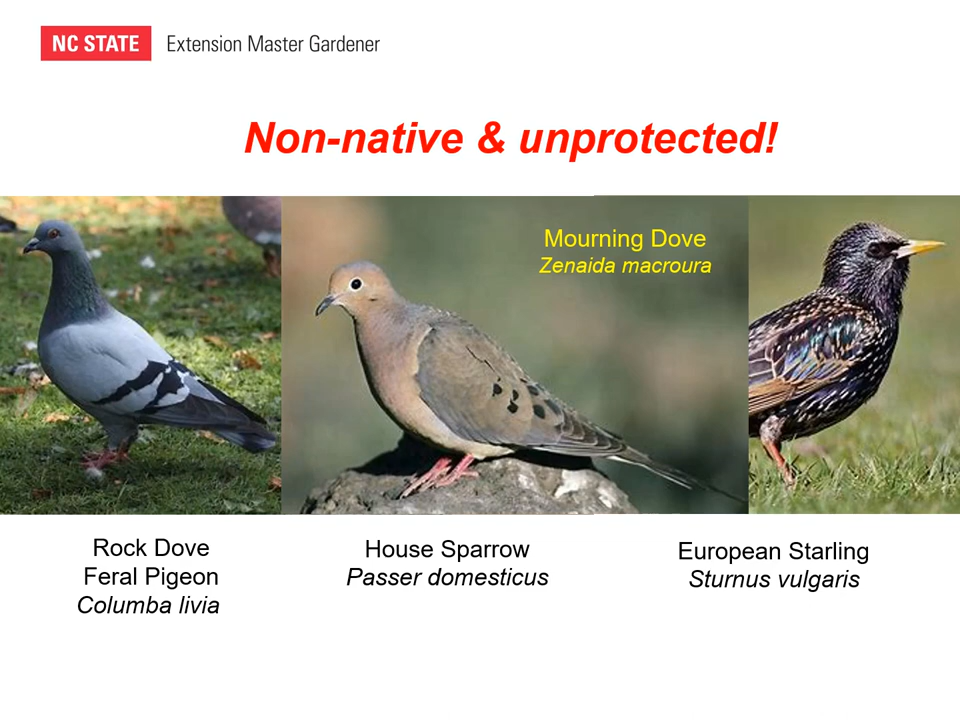 NC STATE Extension Master Gardener
Non-native & unprotected!
Mourning Dove
Zenaida macroura
Rock Dove
Feral Pigeon
Columba livia
House Sparrow
Passer domesticus
European Starling
Sturnus vulgaris